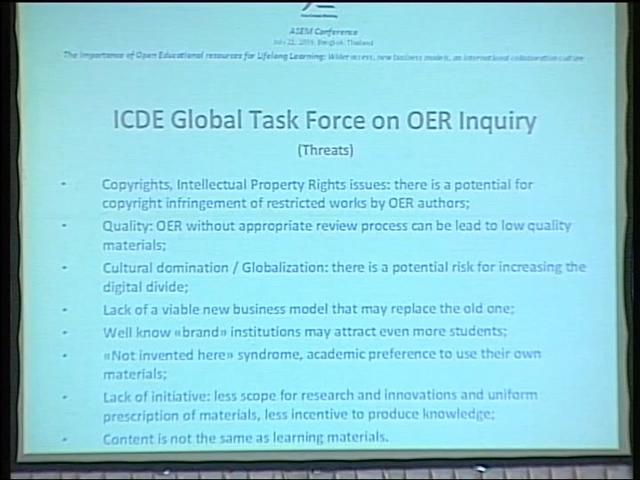 ASEM Conference
Bangkok, Thailand
The importance of Open Educational resources for Lifelong Learning: Wider access, new business models, an international collaboration culture
ICDE Global Task Force on OER Inquiry
(Threats)
• Copyrights, Intellectual Property Rights issues: there is a potential for
copyright infringement of restricted works by OER authors;
• Quality: OER without appropriate review process can be lead to low quality
materials;
• Cultural domination / Globalization: there is a potential risk for increasing the
digital divide;
• Lack of a viable new business model that may replace the old one;
• Well know «brand» institutions may attract even more students;
• «Not invented here» syndrome, academic preference to use their own
materials;
• Lack of initiative: less scope for research and innovations and uniform
prescription of materials, less incentive to produce knowledge;
• Content is not the same as learning materials.